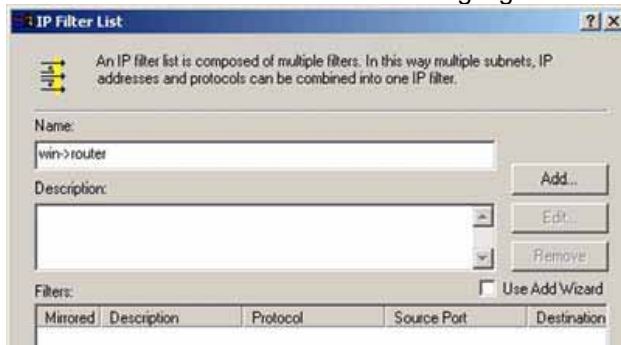 IP Filter List
An IP filter list is composed of multiple filters. In this way multiple subnets, IP
addresses and protocols can be combined into one IP filter.
Name:
win->router
Add...
Description:
Edit...
Remove
Use Add Wizard
Filters:
Mirrored Description Protocol Source Port Destination